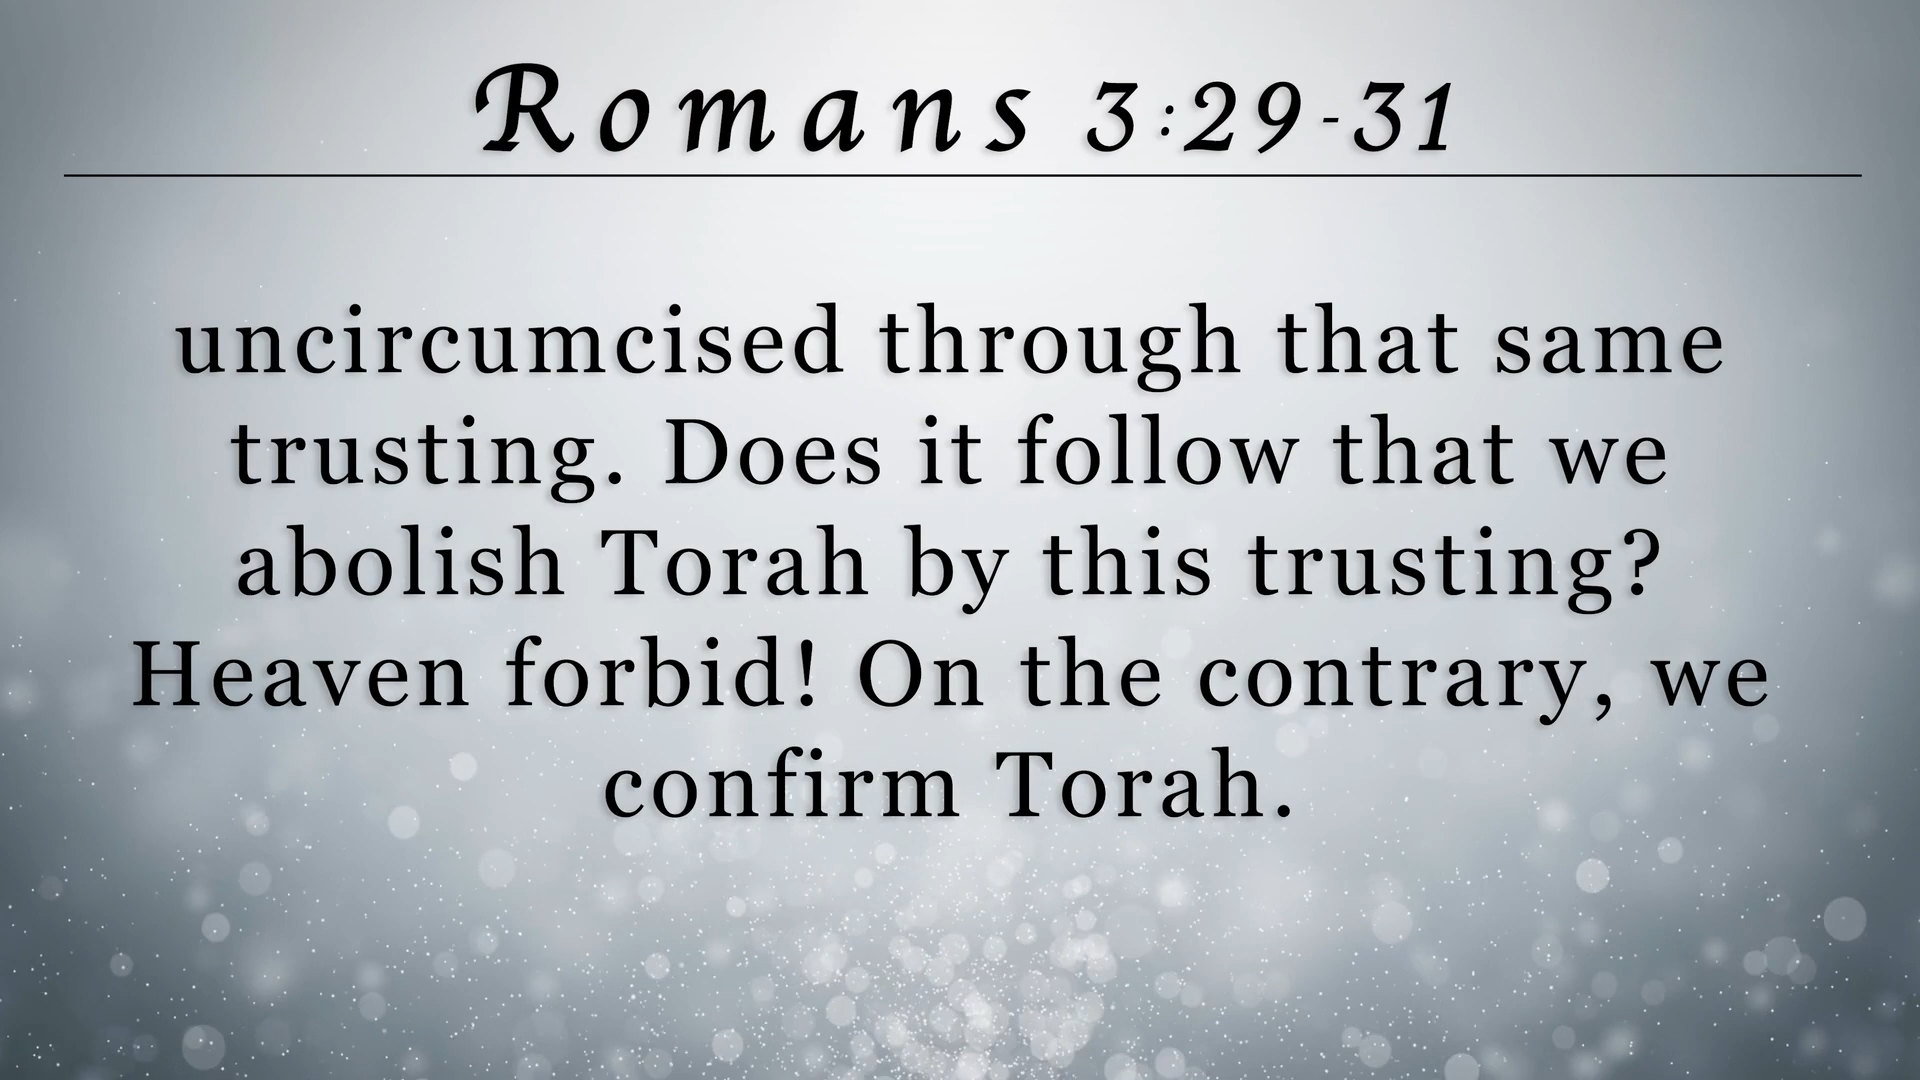 Romans 3:29-31
uncircumcised through that same
trusting. Does it follow that we
abolish Torah by this trusting?
Heaven forbid! On the contrary, we
confirm Torah.